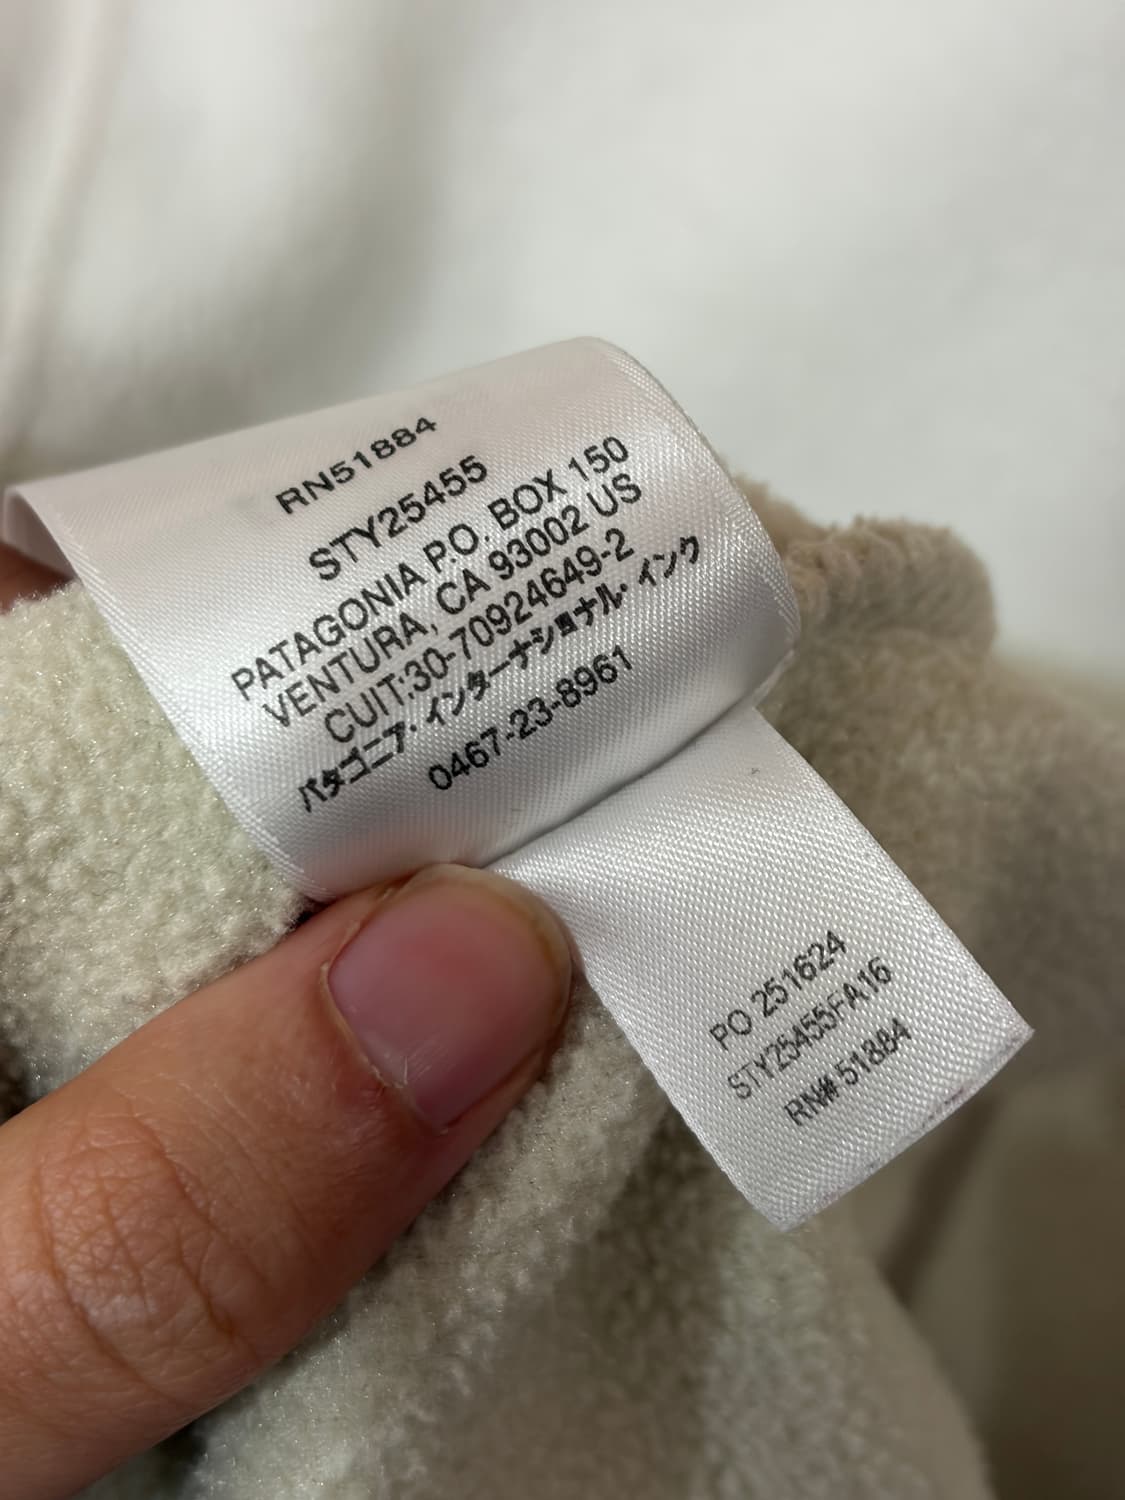 RN51884
STY25455
PATAGONIA P.O. BOX 150
VENTURA, CA 93002 US
CUIT:30-70924649-2
パタゴニア・インターナショナル・インク
0467-23-8961
PO 251624
STY25455FA16
RN# 51884